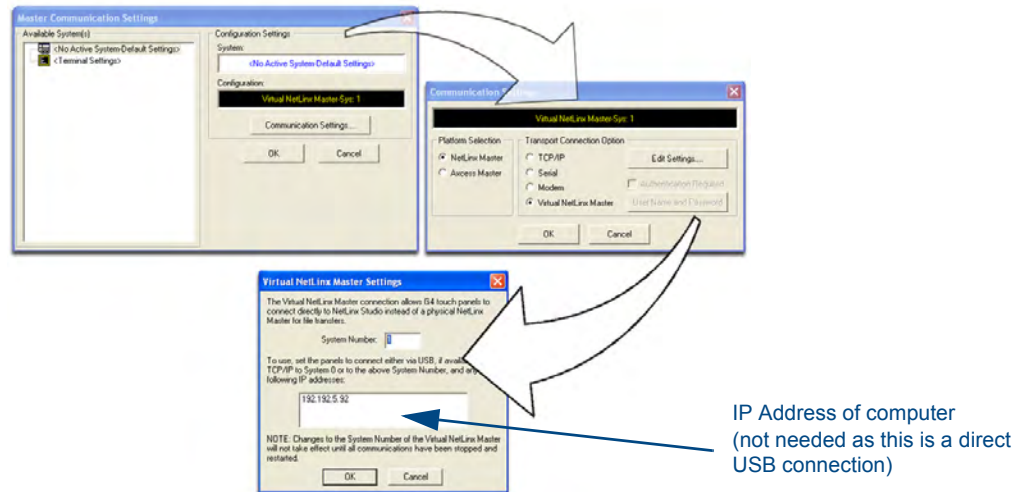 Master Communication Settings
Available System(s)
<No Active System-Default Settings>
<Terminal Settings>
Configuration Settings
System:
<No Active System-Default Settings>
Configuration:
Virtual NetLinx Master-Sys: 1
Communication Settings...
OK
Cancel
Communication
Virtual NetLinx Master-Sys: 1
Platform Selection
NetLinx Master
Axcess Master
Transport Connection Option
TCP/IP
Serial
Modem
Virtual NetLinx Master
Edit Settings...
Authentication Required
User Name and Password
OK
Cancel
Virtual NetLinx Master Settings
The Virtual NetLinx Master connection allows G4 touch panels to
connect directly to NetLinx Studio instead of a physical NetLinx
Master for file transfers.
System Number: 1
To use, set the panels to connect either via USB, if
TCP/IP to System 0 or to the above System Number, and
following IP addresses:
192.192.5.92
NOTE: Changes to the System Number of the Virtual NetLinx Master
will not take effect until all communications have been stopped and
restarted.
OK
Cancel
IP Address of computer
(not needed as this is a direct
USB connection)